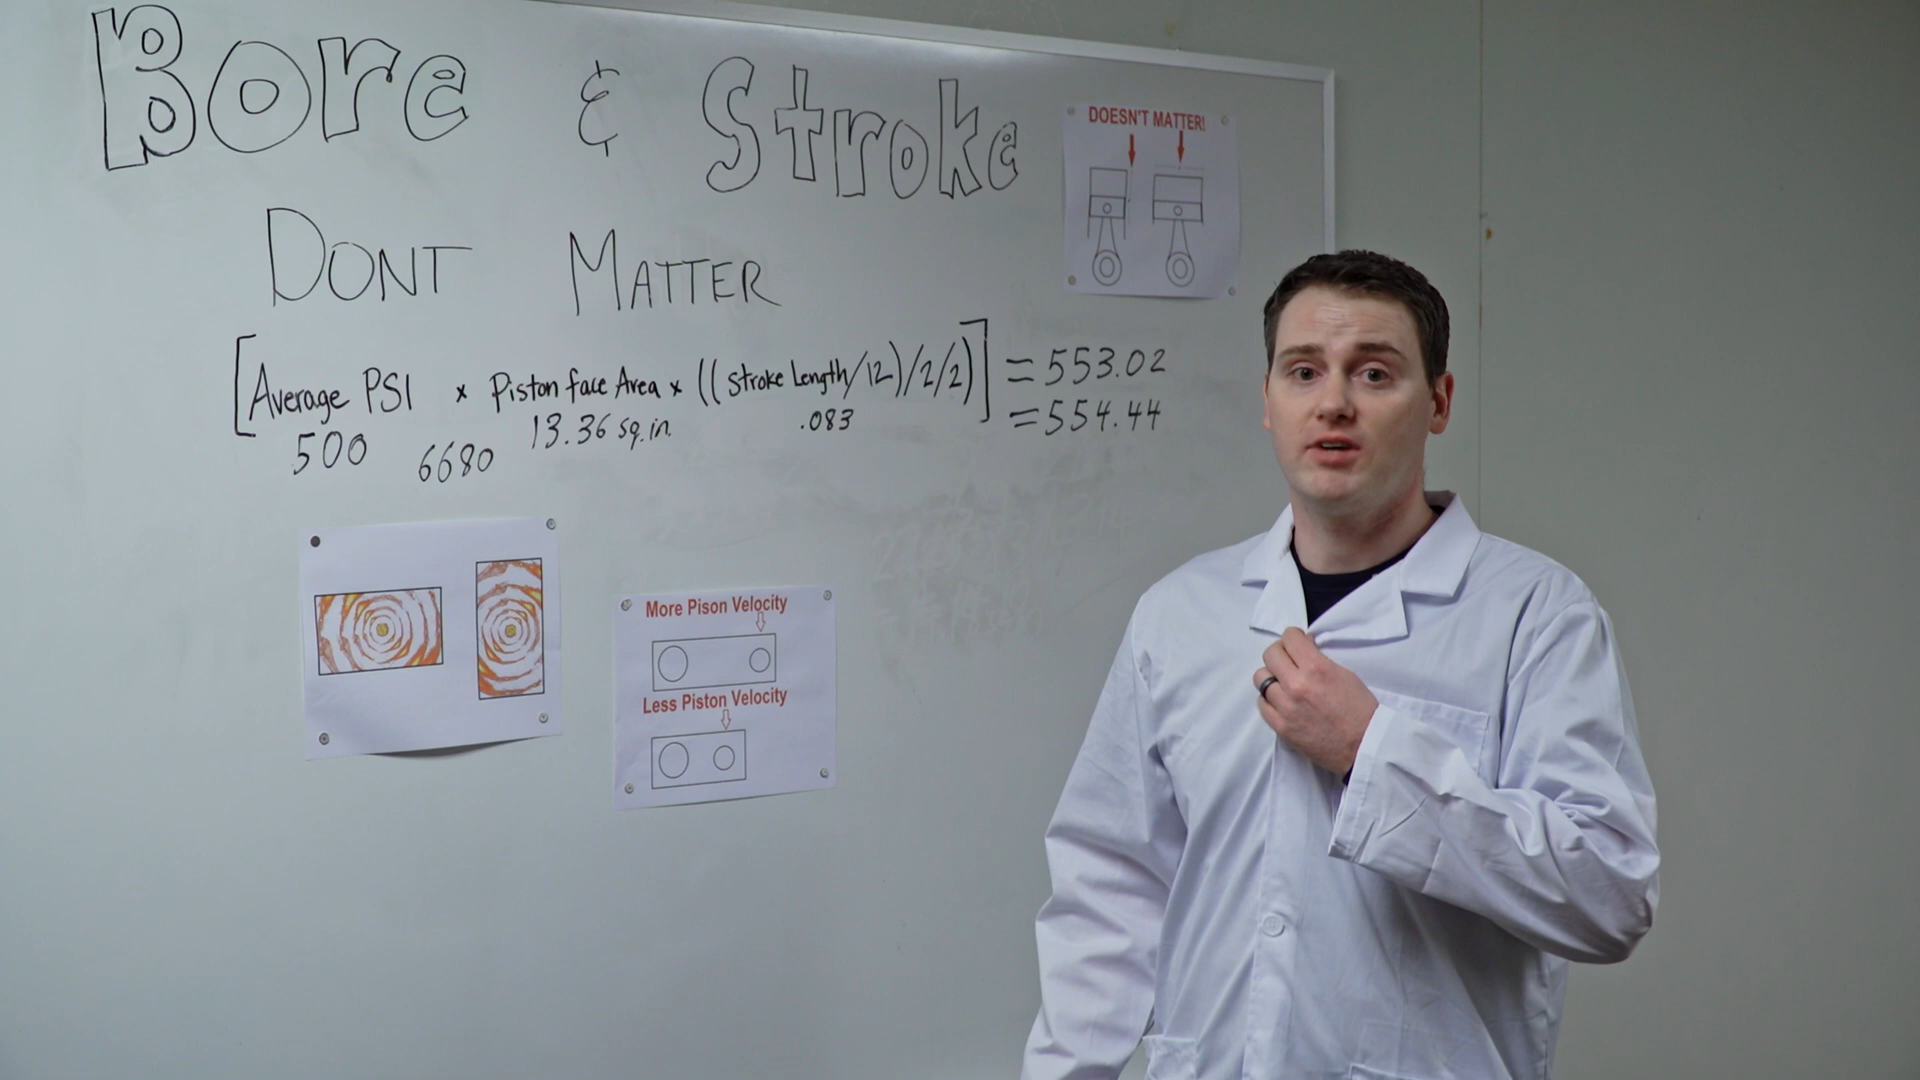 Bore & Stroke
DOESN'T MATTER!
DONT MATTER
[Average PSI x Piston face Area x ((Stroke Length/12)/2/2)] = 553.02
500 6680 13.36 sq.in. .083 = 554.44
More Pison Velocity
Less Piston Velocity